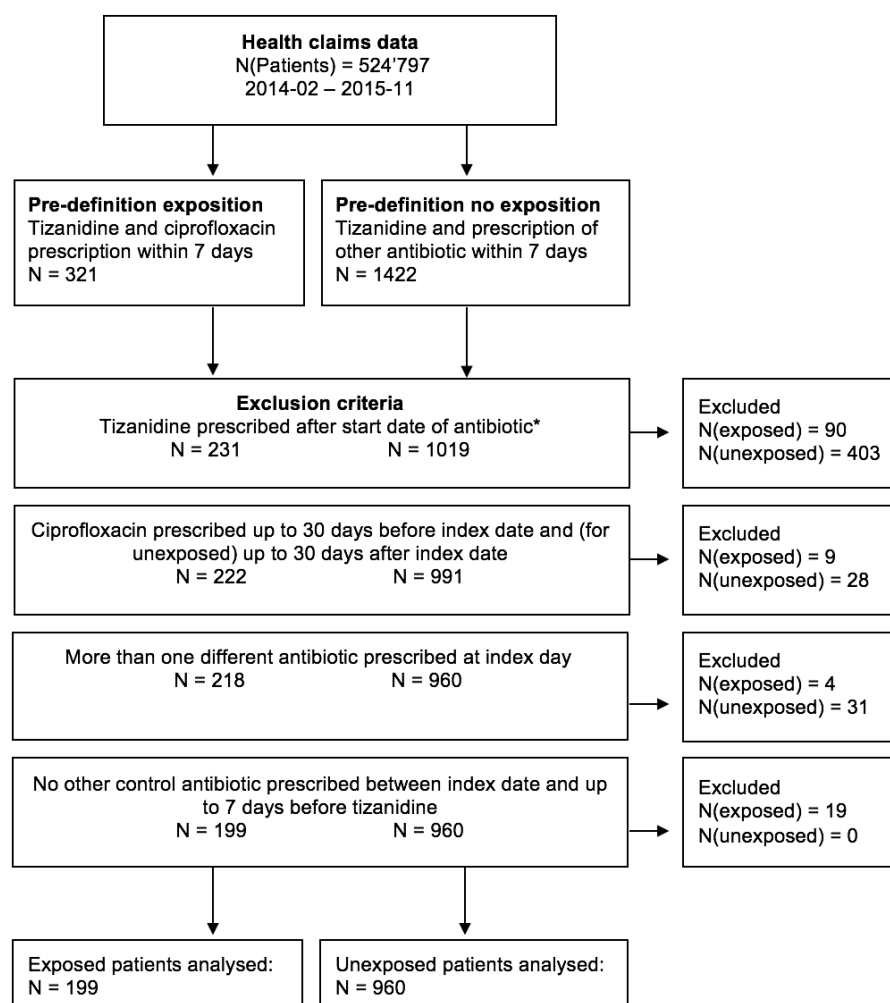 Health claims data
N(Patients) = 524'797
2014-02 – 2015-11
Pre-definition exposition
Tizanidine and ciprofloxacin
prescription within 7 days
N = 321
Pre-definition no exposition
Tizanidine and prescription of
other antibiotic within 7 days
N = 1422
Exclusion criteria
Tizanidine prescribed after start date of antibiotic*
N = 231 N = 1019
Excluded
N(exposed) = 90
N(unexposed) = 403
Ciprofloxacin prescribed up to 30 days before index date and (for
unexposed) up to 30 days after index date
N = 222 N = 991
Excluded
N(exposed) = 9
N(unexposed) = 28
More than one different antibiotic prescribed at index day
N = 218 N = 960
Excluded
N(exposed) = 4
N(unexposed) = 31
No other control antibiotic prescribed between index date and up
to 7 days before tizanidine
N = 199 N = 960
Excluded
N(exposed) = 19
N(unexposed) = 0
Exposed patients analysed:
N = 199
Unexposed patients analysed:
N = 960